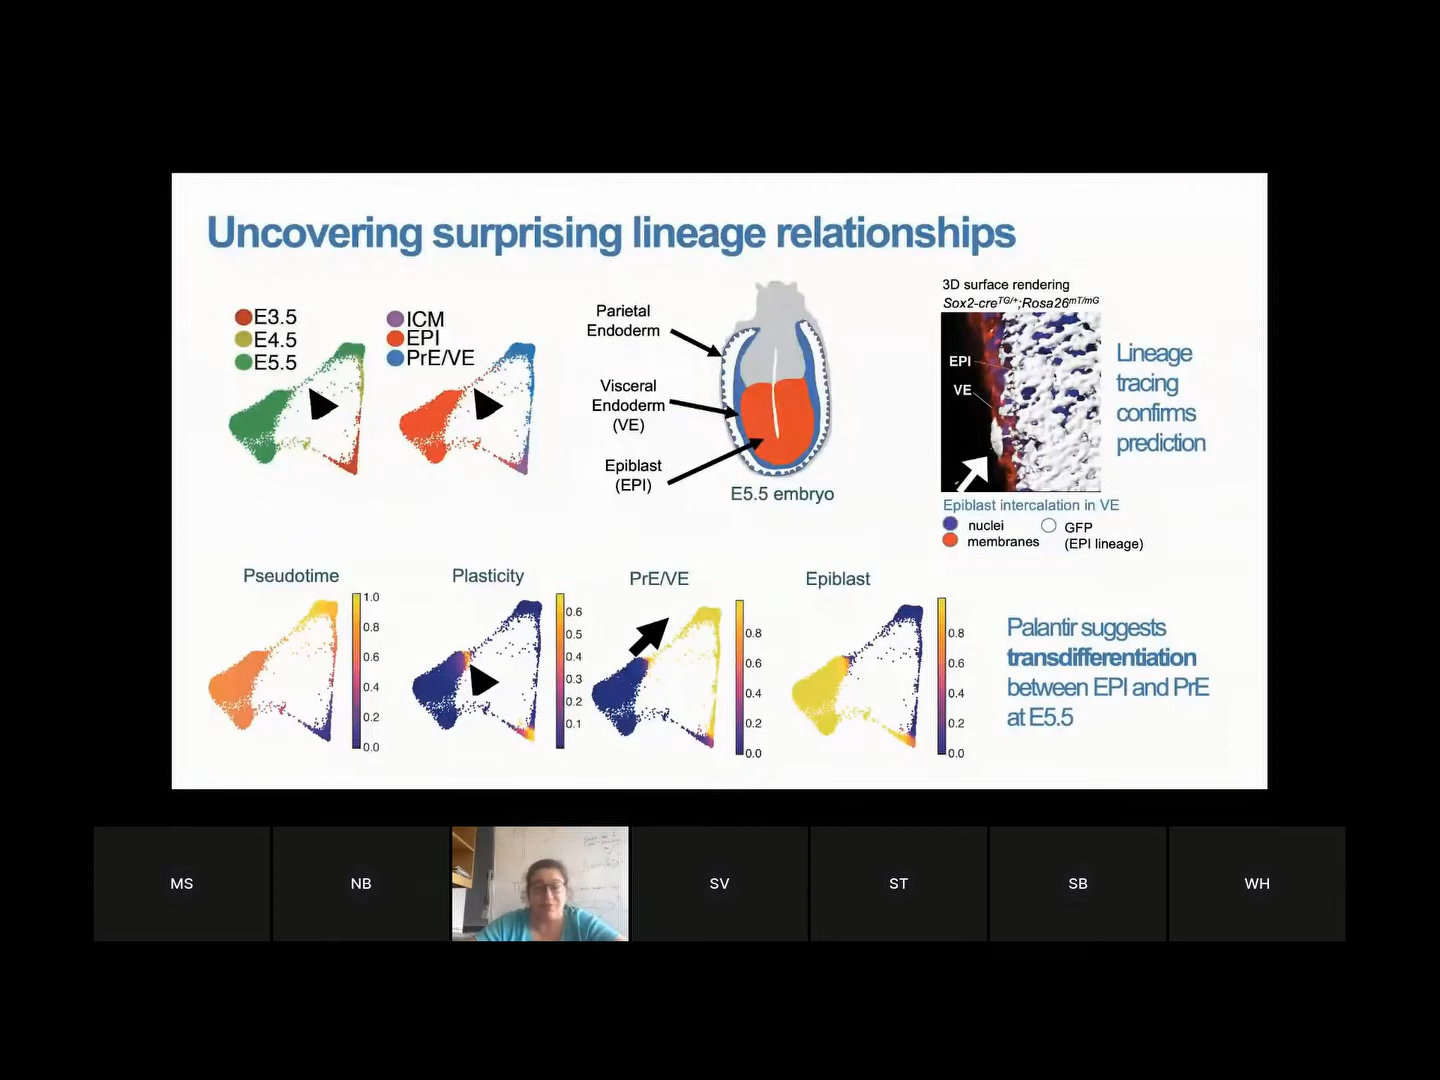 Uncovering surprising lineage relationships
E3.5
E4.5
E5.5
ICM
EPI
PrE/VE
Parietal
Endoderm
Visceral
Endoderm
(VE)
Epiblast
(EPI)
E5.5 embryo
3D surface rendering
Sox2-creTG/+;Rosa26mT/mG
EPI
VE
Lineage
tracing
confirms
prediction
Epiblast intercalation in VE
nuclei
membranes
GFP
(EPI lineage)
Pseudotime
1.0
0.8
0.6
0.4
0.2
0.0
Plasticity
0.6
0.5
0.4
0.3
0.2
0.1
PrE/VE
0.8
0.6
0.4
0.2
0.0
Epiblast
0.8
0.6
0.4
0.2
0.0
Palantir suggests
transdifferentiation
between EPI and PrE
at E5.5
MS
NB
SV
ST
SB
WH